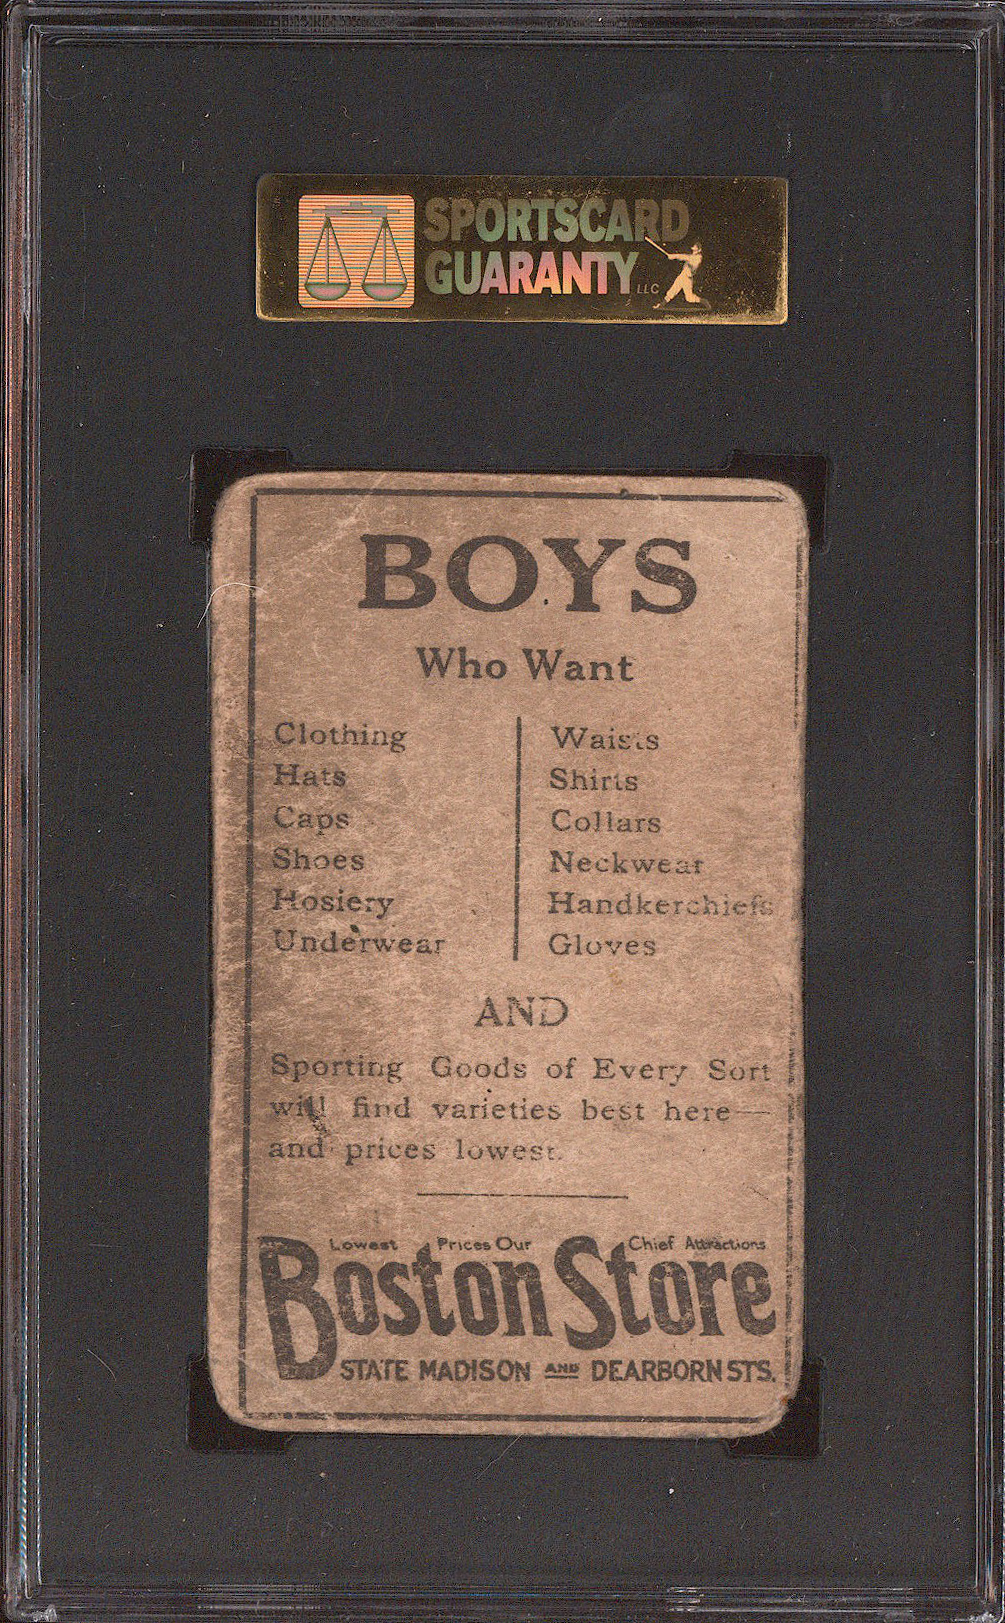 SPORTSCARD
GUARANTY LLC
BOYS
Who Want
Clothing
Hats
Caps
Shoes
Hosiery
Underwear
Waists
Shirts
Collars
Neckwear
Handkerchiefs
Gloves
AND
Sporting Goods of Every Sort
will find varieties best here—
and prices lowest.
Lowest Prices Our Chief Attractions
Boston Store
STATE MADISON AND DEARBORN STS.